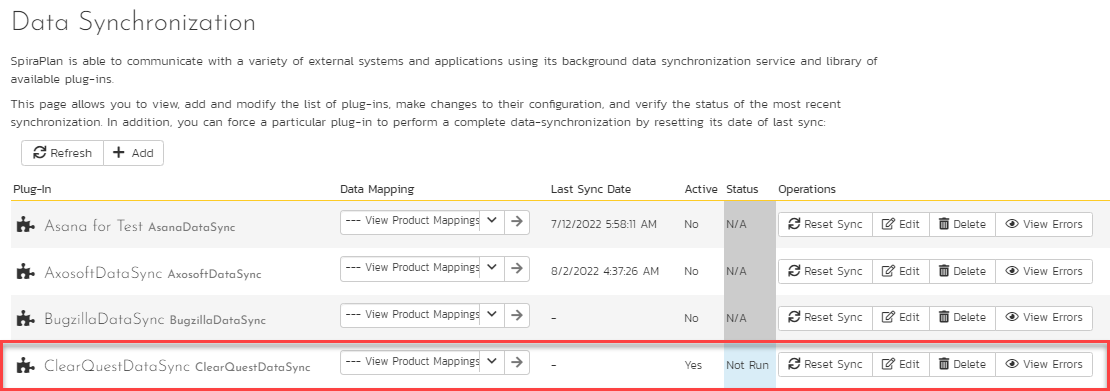 Data Synchronization
SpiraPlan is able to communicate with a variety of external systems and applications using its background data synchronization service and library of
available plug-ins.
This page allows you to view, add and modify the list of plug-ins, make changes to their configuration, and verify the status of the most recent
synchronization. In addition, you can force a particular plug-in to perform a complete data-synchronization by resetting its date of last sync:
Refresh Add
Plug-In Data Mapping Last Sync Date Active Status Operations
Asana for Test AsanaDataSync --- View Product Mappings 7/12/2022 5:58:11 AM No N/A Reset Sync Edit Delete View Errors
AxosoftDataSync AxosoftDataSync --- View Product Mappings 8/2/2022 4:37:26 AM No N/A Reset Sync Edit Delete View Errors
BugzillaDataSync BugzillaDataSync --- View Product Mappings - No N/A Reset Sync Edit Delete View Errors
ClearQuestDataSync ClearQuestDataSync --- View Product Mappings - Yes Not Run Reset Sync Edit Delete View Errors